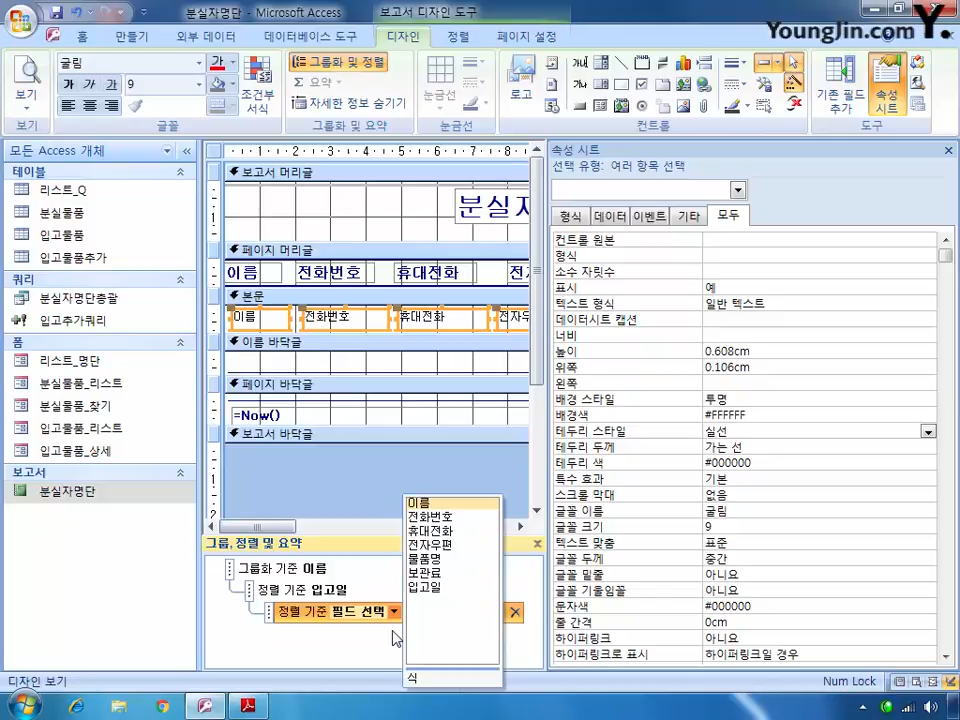 분실자명단 - Microsoft Access
보고서 디자인 도구
YoungJin.com Y.
홈
만들기
외부 데이터
데이터베이스 도구
디자인
정렬
페이지 설정
굴림
가
가 가 가
9
보기
조건부
서식
그룹화 및 정렬
요약
자세한 정보 숨기기
눈금선
로고
기존 필드
추가
속성
시트
보기
글꼴
그룹화 및 요약
눈금선
컨트롤
도구
모든 Access 개체
테이블
리스트_Q
분실물품
입고물품
입고물품추가
쿼리
분실자명단총괄
입고추가쿼리
폼
리스트_명단
분실물품_리스트
분실물품_찾기
입고물품_리스트
입고물품_상세
보고서
분실자명단
1 2 3 4 5 6 7 8
보고서 머리글
분실자
페이지 머리글
이름 전화번호 휴대전화 전자
본문
이름 전화번호 휴대전화 전자우편
이름 바닥글
페이지 바닥글
=Now()
보고서 바닥글
그룹, 정렬 및 요약
그룹화 기준 이름
정렬 기준 입고일
정렬 기준 필드 선택
이름
전화번호
휴대전화
전자우편
물품명
보관료
입고일
식
속성 시트
선택 유형: 여러 항목 선택
형식 데이터 이벤트 기타 모두
컨트롤 원본
형식
소수 자릿수
표시 예
텍스트 형식 일반 텍스트
데이터시트 캡션
너비
높이 0.608cm
위쪽 0.106cm
왼쪽
배경 스타일 투명
배경색 #FFFFFF
테두리 스타일 실선
테두리 두께 가는 선
테두리 색 #000000
특수 효과 기본
스크롤 막대 없음
글꼴 이름 굴림
글꼴 크기 9
텍스트 맞춤 표준
글꼴 두께 중간
글꼴 밑줄 아니요
글꼴 기울임꼴 아니요
문자색 #000000
줄 간격 0cm
하이퍼링크 아니요
하이퍼링크로 표시 하이퍼링크일 경우
디자인 보기
Num Lock